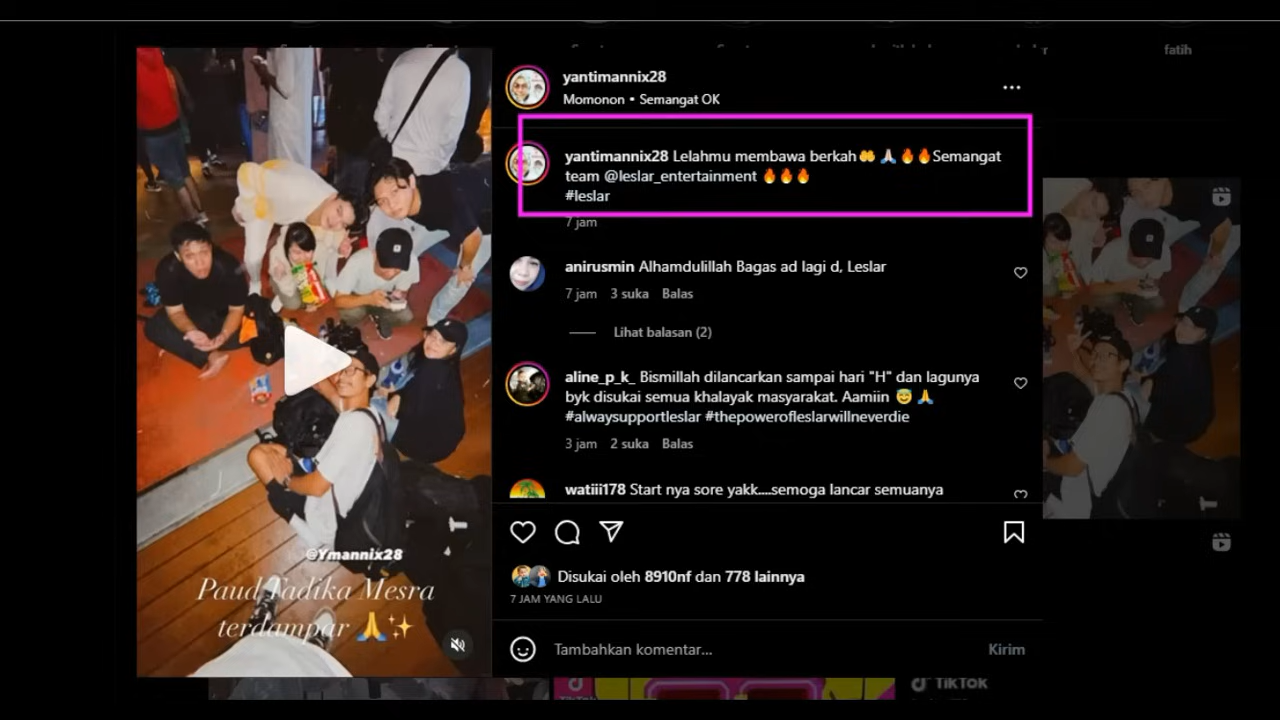 fatih
yantimannix28
Momonon • Semangat OK
yantimannix28 Lelahmu membawa berkah🤲 🙏🏻 🔥🔥Semangat
team @leslar_entertainment 🔥🔥🔥
#leslar
7 jam
anirusmin Alhamdulillah Bagas ad lagi d, Leslar
7 jam 3 suka Balas
Lihat balasan (2)
aline_p_k_ Bismillah dilancarkan sampai hari "H" dan lagunya
byk disukai semua khalayak masyarakat. Aamiin 😇 🙏
#alwaysupportleslar #thepowerofleslarwillneverdie
3 jam 2 suka Balas
watiii178 Start nya sore yakk....semoga lancar semuanya
Disukai oleh 8910nf dan 778 lainnya
7 JAM YANG LALU
Tambahkan komentar...
Kirim
@Ymannix28
Paud Tadika Mesra
terdampar 🙏✨
TikTok
TikTok